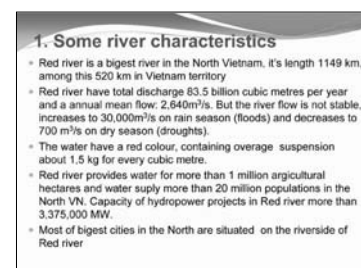 1. Some river characteristics
Red river is a bigest river in the North Vietnam, it's length 1149 km,
among this 520 km in Vietnam territory
Red river have total discharge 83.5 billion cubic metres per year
and a annual mean flow: 2,640m³/s. But the river flow is not stable,
increases to 30,000m³/s on rain season (floods) and decreases to
700 m³/s on dry season (droughts).
The water have a red colour, containing overage suspension
about 1,5 kg for every cubic metre.
Red river provides water for more than 1 million argicultural
hectares and water suply more than 20 million populations in the
North VN. Capacity of hydropower projects in Red river more than
3,375,000 MW.
Most of bigest cities in the North are situated on the riverside of
Red river